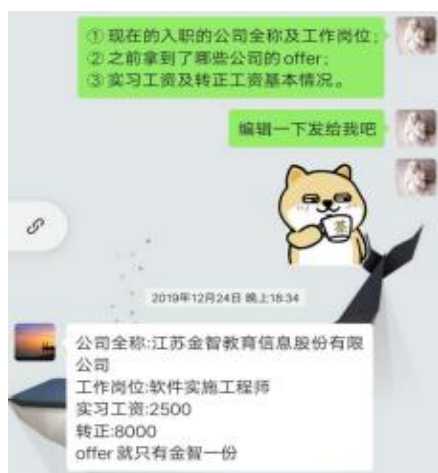 ①现在的入职的公司全称及工作岗位;
②之前拿到了哪些公司的offer;
③实习工资及转正工资基本情况。
编辑一下发给我吧
茶
2019年12月24日 晚上18:34
公司全称:江苏金智教育信息股份有限
公司
工作岗位:软件实施工程师
实习工资:2500
转正:8000
offer 就只有金智一份